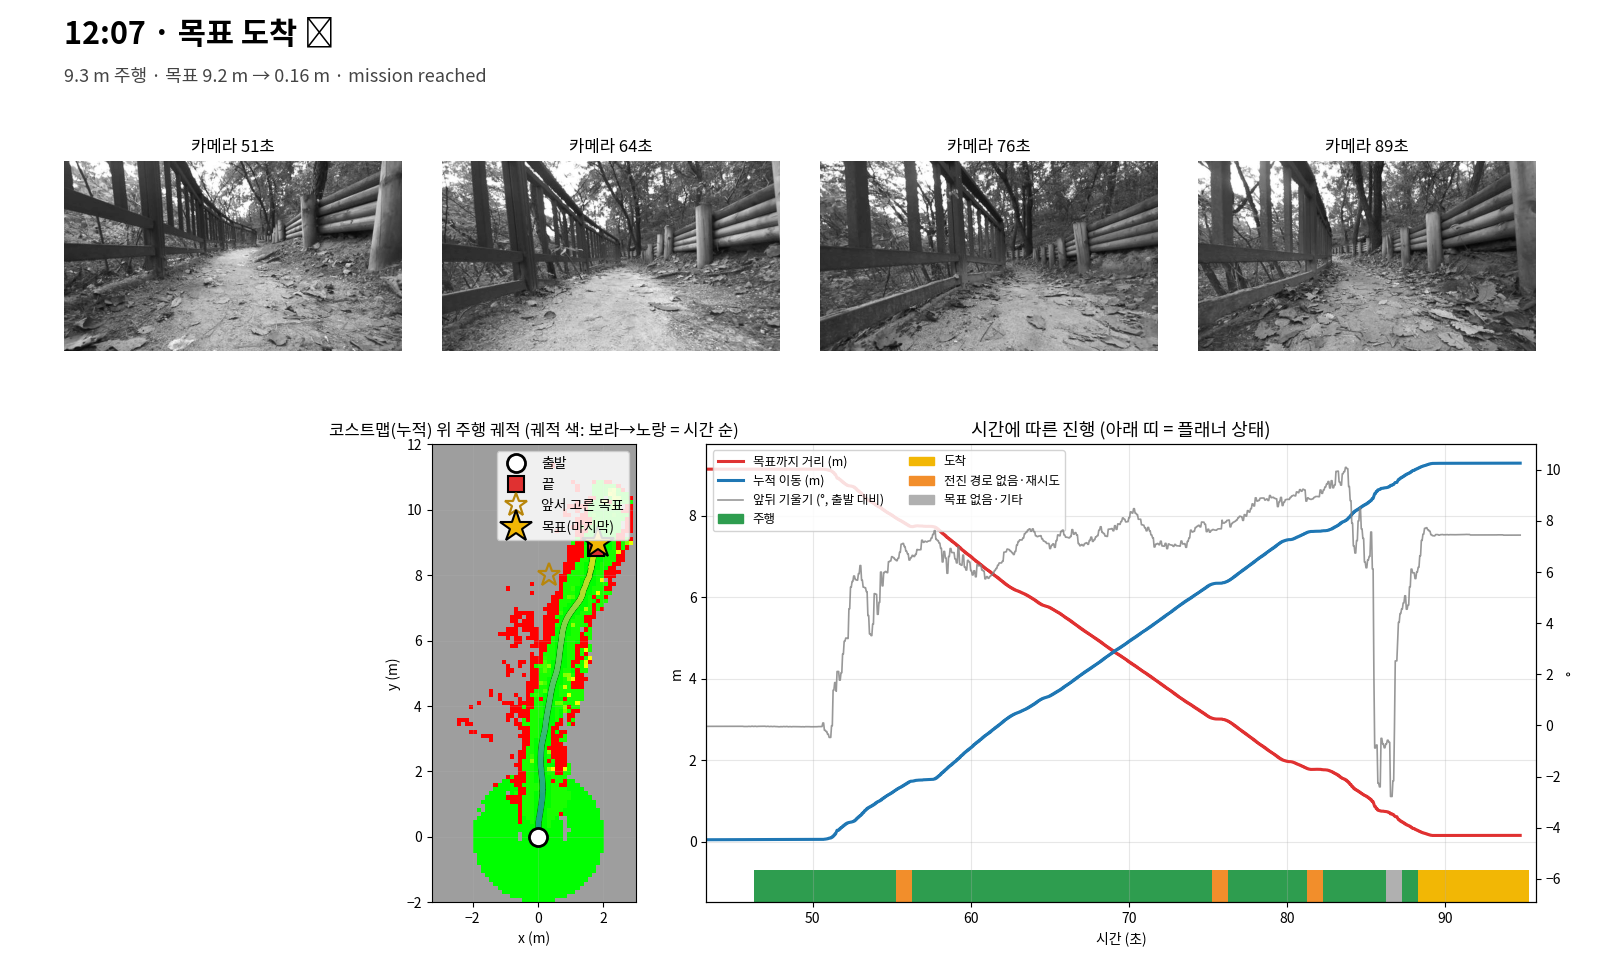 12:07 · 목표 도착
9.3 m 주행 · 목표 9.2 m → 0.16 m · mission reached
카메라 51초
카메라 64초
카메라 76초
카메라 89초
코스트맵(누적) 위 주행 궤적 (궤적 색: 보라→노랑 = 시간 순)
출발
끝
앞서 고른 목표
목표(마지막)
12
10
8
6
4
2
0
−2
y (m)
−2 0 2
x (m)
시간에 따른 진행 (아래 띠 = 플래너 상태)
목표까지 거리 (m)
누적 이동 (m)
앞뒤 기울기 (°, 출발 대비)
주행
도착
전진 경로 없음·재시도
목표 없음·기타
8
6
4
2
0
m
10
8
6
4
2
0
−2
−4
−6
°
50 60 70 80 90
시간 (초)